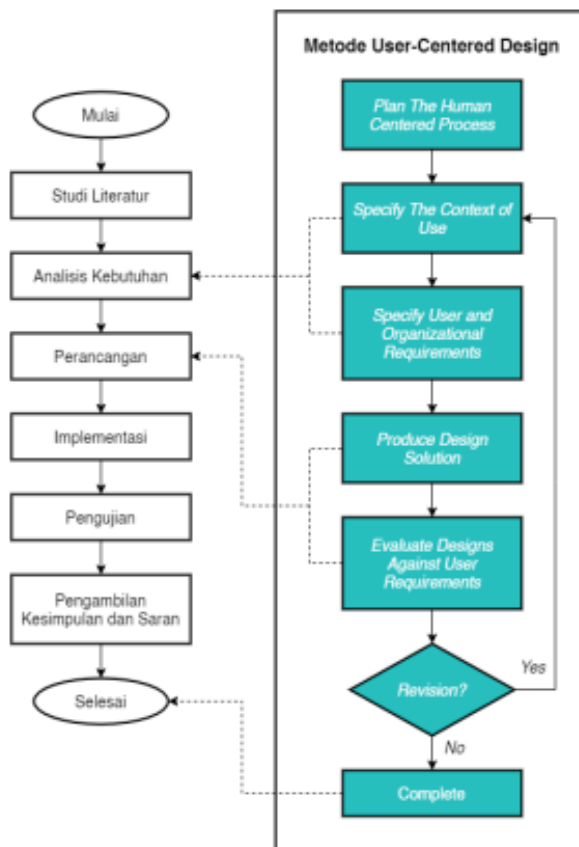 Metode User-Centered Design
Mulai
Studi Literatur
Analisis Kebutuhan
Perancangan
Implementasi
Pengujian
Pengambilan
Kesimpulan dan Saran
Selesai
Plan The Human
Centered Process
Specify The Context of
Use
Specify User and
Organizational
Requirements
Produce Design
Solution
Evaluate Designs
Against User
Requirements
Revision?
Yes
No
Complete